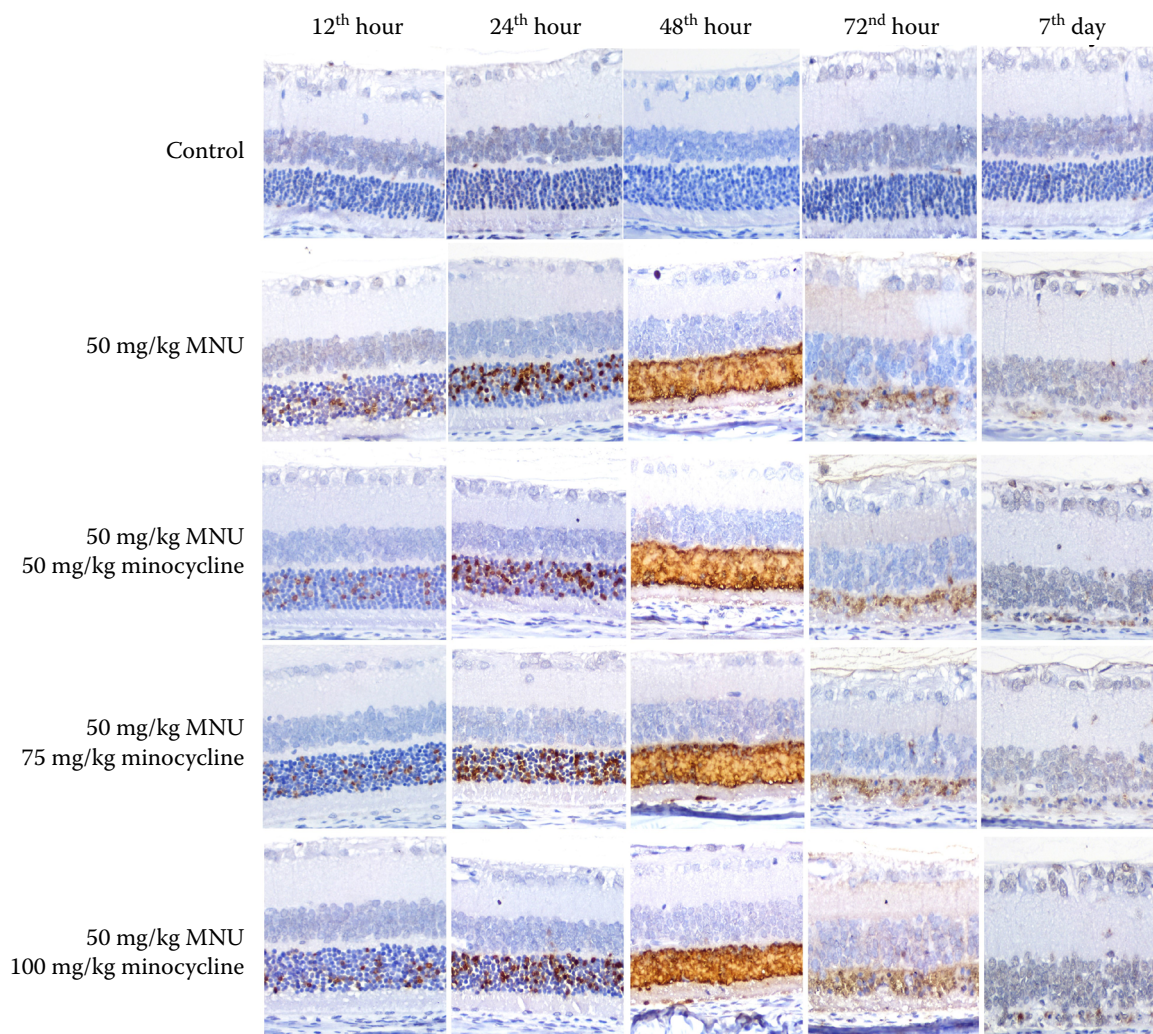 12th hour
24th hour
48th hour
72nd hour
7th day
Control
50 mg/kg MNU
50 mg/kg MNU
50 mg/kg minocycline
50 mg/kg MNU
75 mg/kg minocycline
50 mg/kg MNU
100 mg/kg minocycline